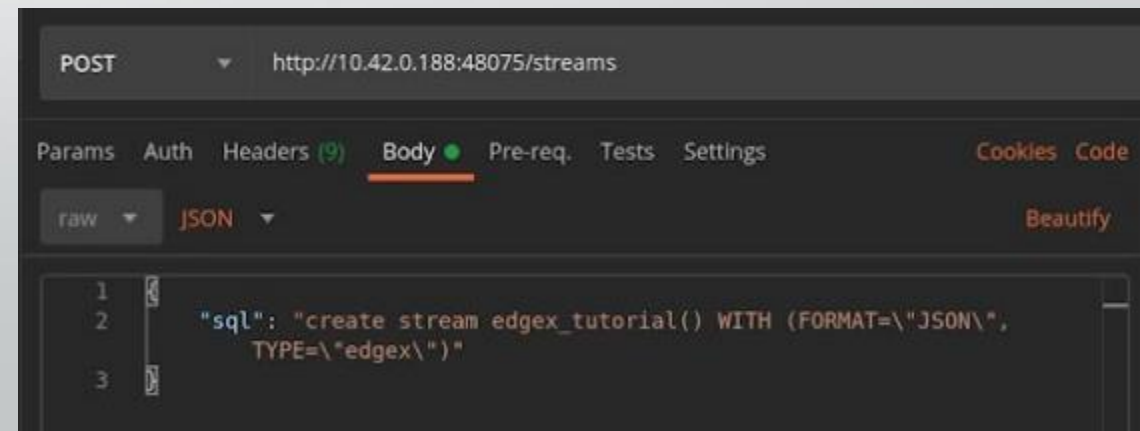 POST http://10.42.0.188:48075/streams
Params Auth Headers (9) Body Pre-req. Tests Settings Cookies Code
raw JSON Beautify
1 {
2 "sql": "create stream edgex_tutorial() WITH (FORMAT=\"JSON\",
TYPE=\"edgex\")"
3 }